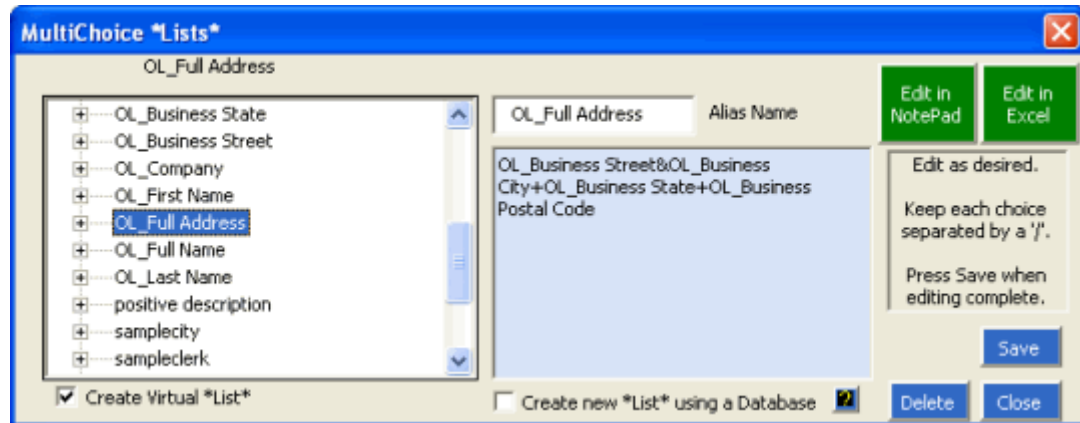 MultiChoice *Lists*
OL_Full Address
OL_Business State
OL_Business Street
OL_Company
OL_First Name
OL_Full Address
OL_Full Name
OL_Last Name
positive description
samplecity
sampleclerk
Create Virtual *List*
OL_Full Address
Alias Name
OL_Business Street&OL_Business
City+OL_Business State+OL_Business
Postal Code
Create new *List* using a Database
?
Edit in
NotePad
Edit in
Excel
Edit as desired.
Keep each choice
separated by a '/'.
Press Save when
editing complete.
Save
Delete
Close